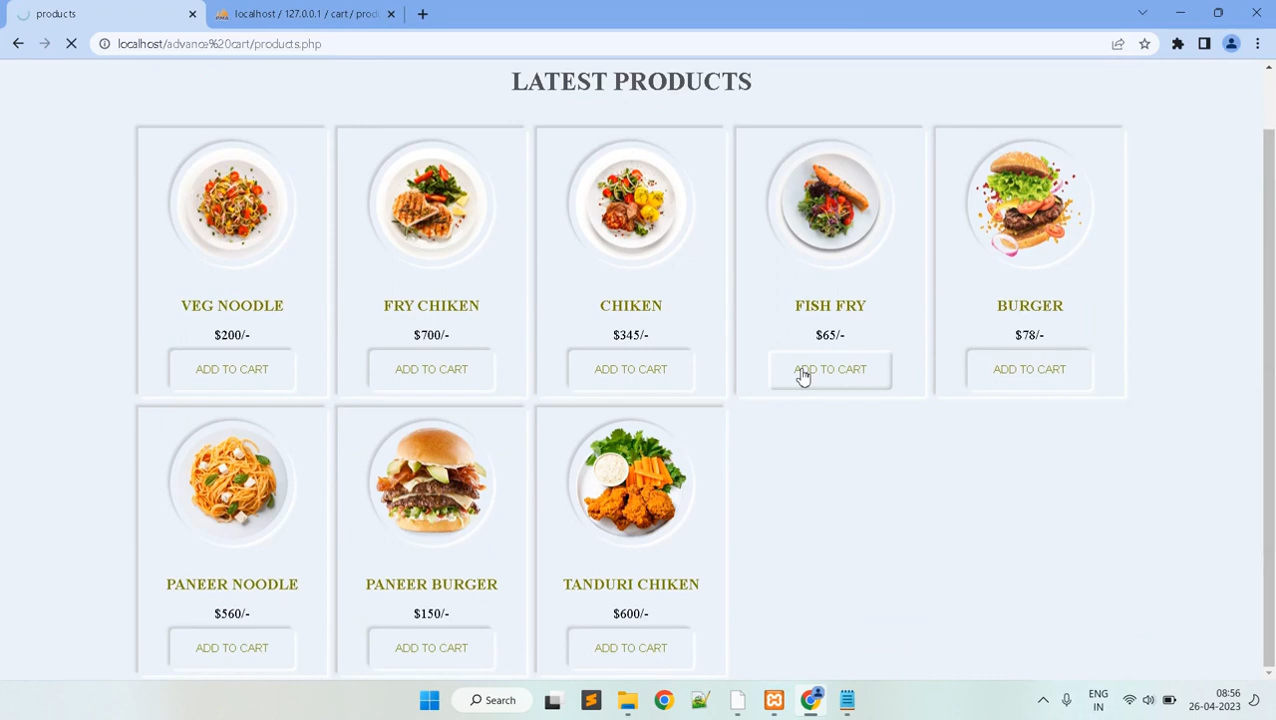 products
localhost / 127.0.0.1 / cart / prod
localhost/advance%20cart/products.php
LATEST PRODUCTS
VEG NOODLE
$200/-
ADD TO CART
FRY CHIKEN
$700/-
ADD TO CART
CHIKEN
$345/-
ADD TO CART
FISH FRY
$65/-
ADD TO CART
BURGER
$78/-
ADD TO CART
PANEER NOODLE
$560/-
ADD TO CART
PANEER BURGER
$150/-
ADD TO CART
TANDURI CHIKEN
$600/-
ADD TO CART
Search
ENG
IN
08:56
26-04-2023